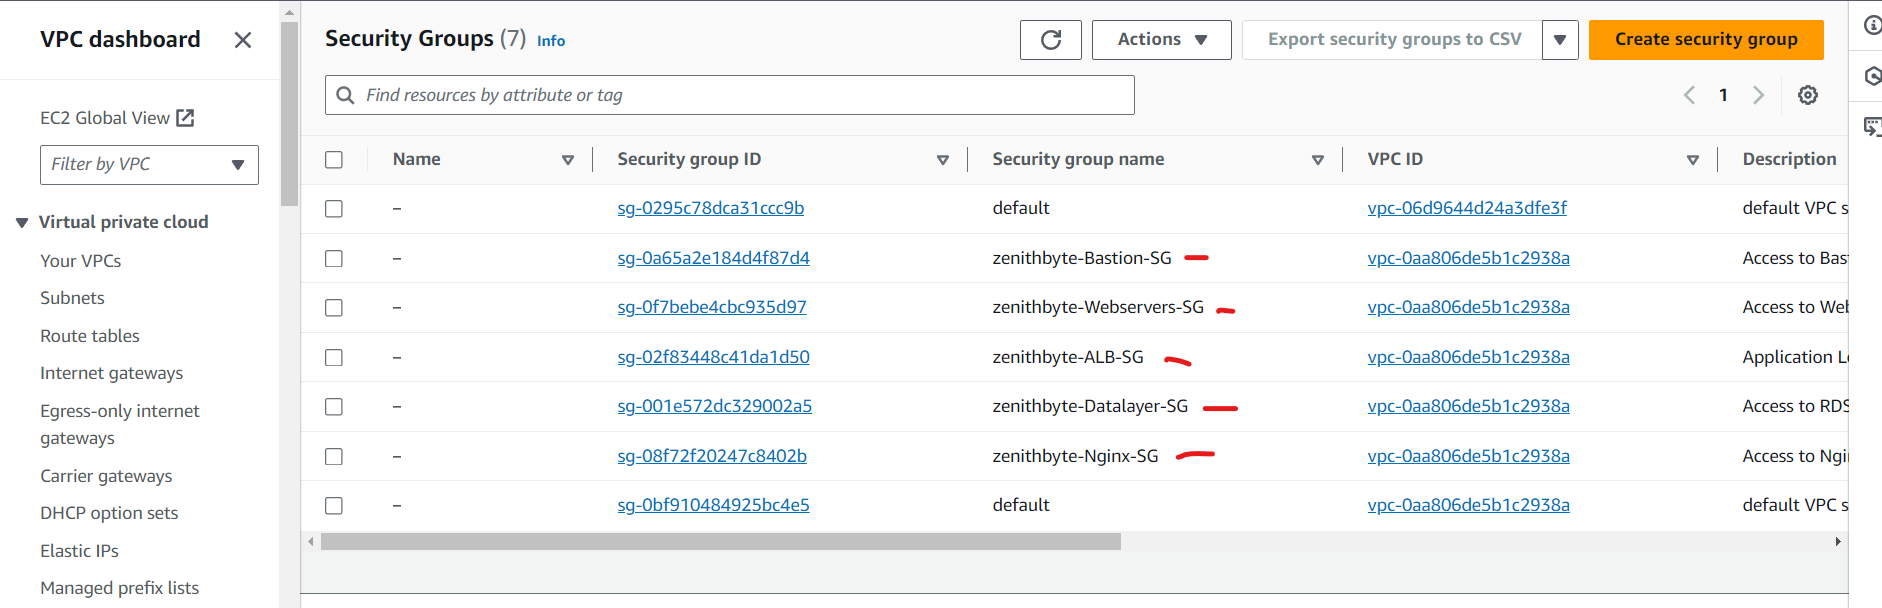 VPC dashboard
EC2 Global View
Filter by VPC
Virtual private cloud
Your VPCs
Subnets
Route tables
Internet gateways
Egress-only internet
gateways
Carrier gateways
DHCP option sets
Elastic IPs
Managed prefix lists
Security Groups (7) Info
Actions
Export security groups to CSV
Create security group
Find resources by attribute or tag
1
Name Security group ID Security group name VPC ID Description
– sg-0295c78dca31ccc9b default vpc-06d9644d24a3dfe3f default VPC s
– sg-0a65a2e184d4f87d4 zenithbyte-Bastion-SG vpc-0aa806de5b1c2938a Access to Bas
– sg-0f7bebe4cbc935d97 zenithbyte-Webservers-SG vpc-0aa806de5b1c2938a Access to Web
– sg-02f83448c41da1d50 zenithbyte-ALB-SG vpc-0aa806de5b1c2938a Application Lo
– sg-001e572dc329002a5 zenithbyte-Datalayer-SG vpc-0aa806de5b1c2938a Access to RDS
– sg-08f72f20247c8402b zenithbyte-Nginx-SG vpc-0aa806de5b1c2938a Access to Ngi
– sg-0bf910484925bc4e5 default vpc-0aa806de5b1c2938a default VPC s